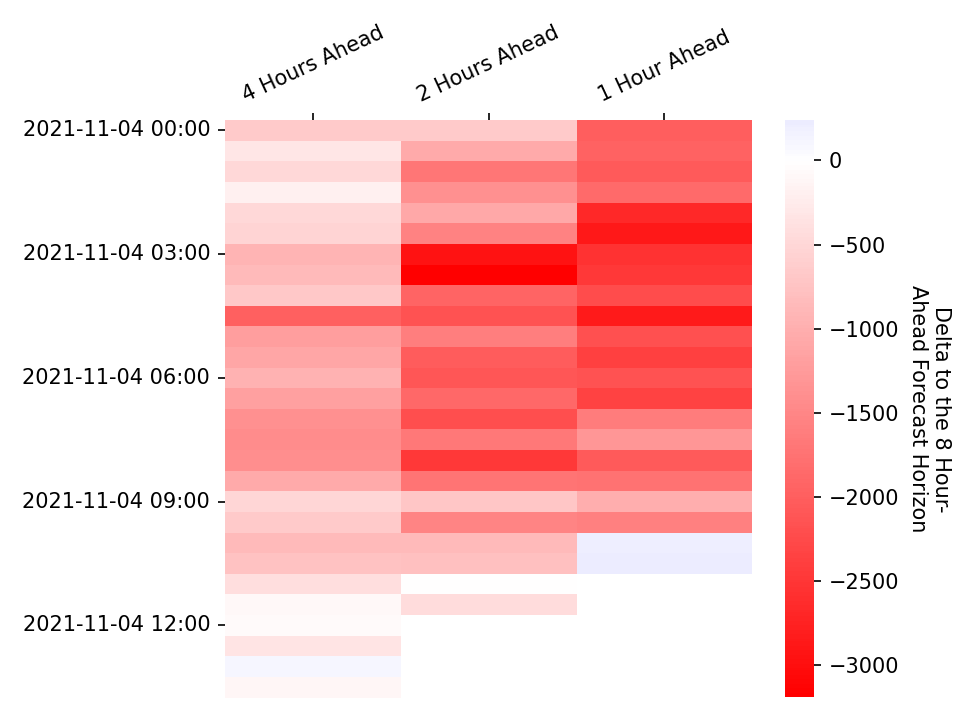 4 Hours Ahead
2 Hours Ahead
1 Hour Ahead
2021-11-04 00:00
2021-11-04 03:00
2021-11-04 06:00
2021-11-04 09:00
2021-11-04 12:00
0
−500
−1000
−1500
−2000
−2500
−3000
Delta to the 8 Hour-
Ahead Forecast Horizon